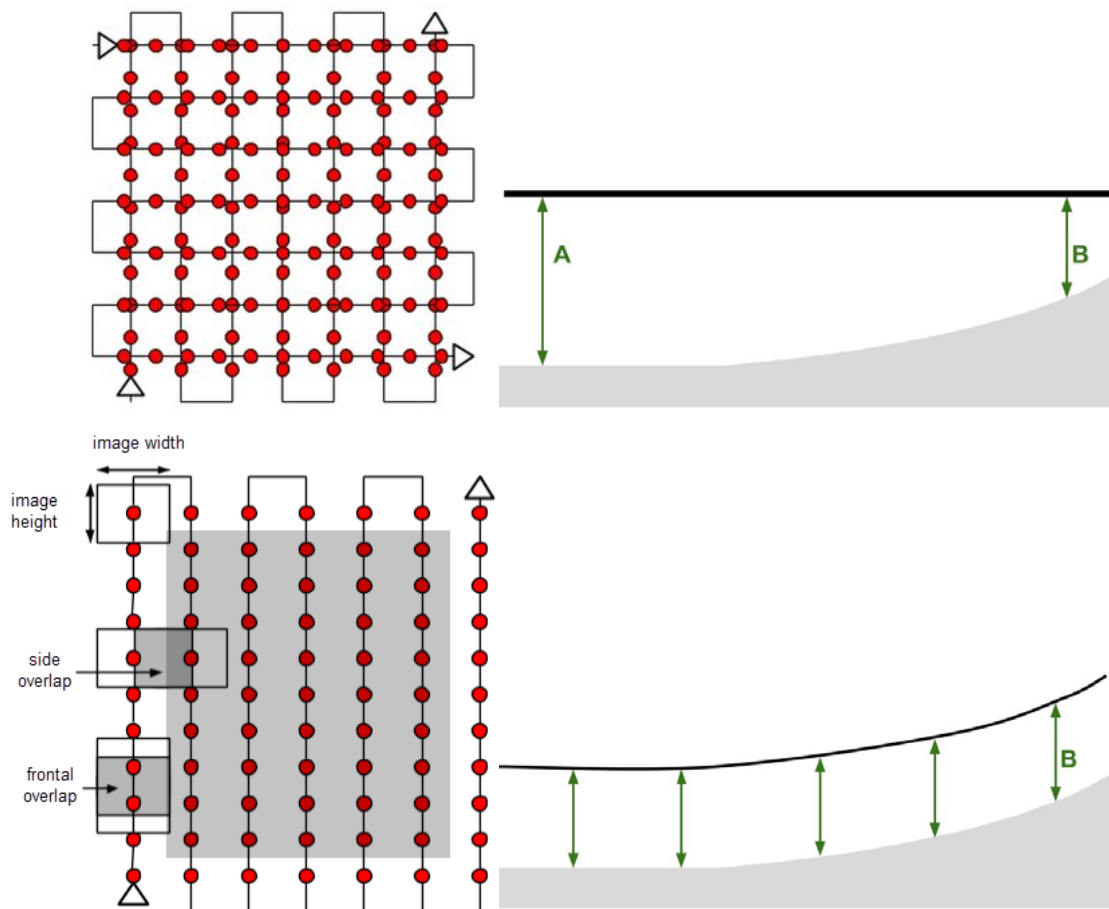 A
B
image width
image
height
side
overlap
frontal
overlap
B